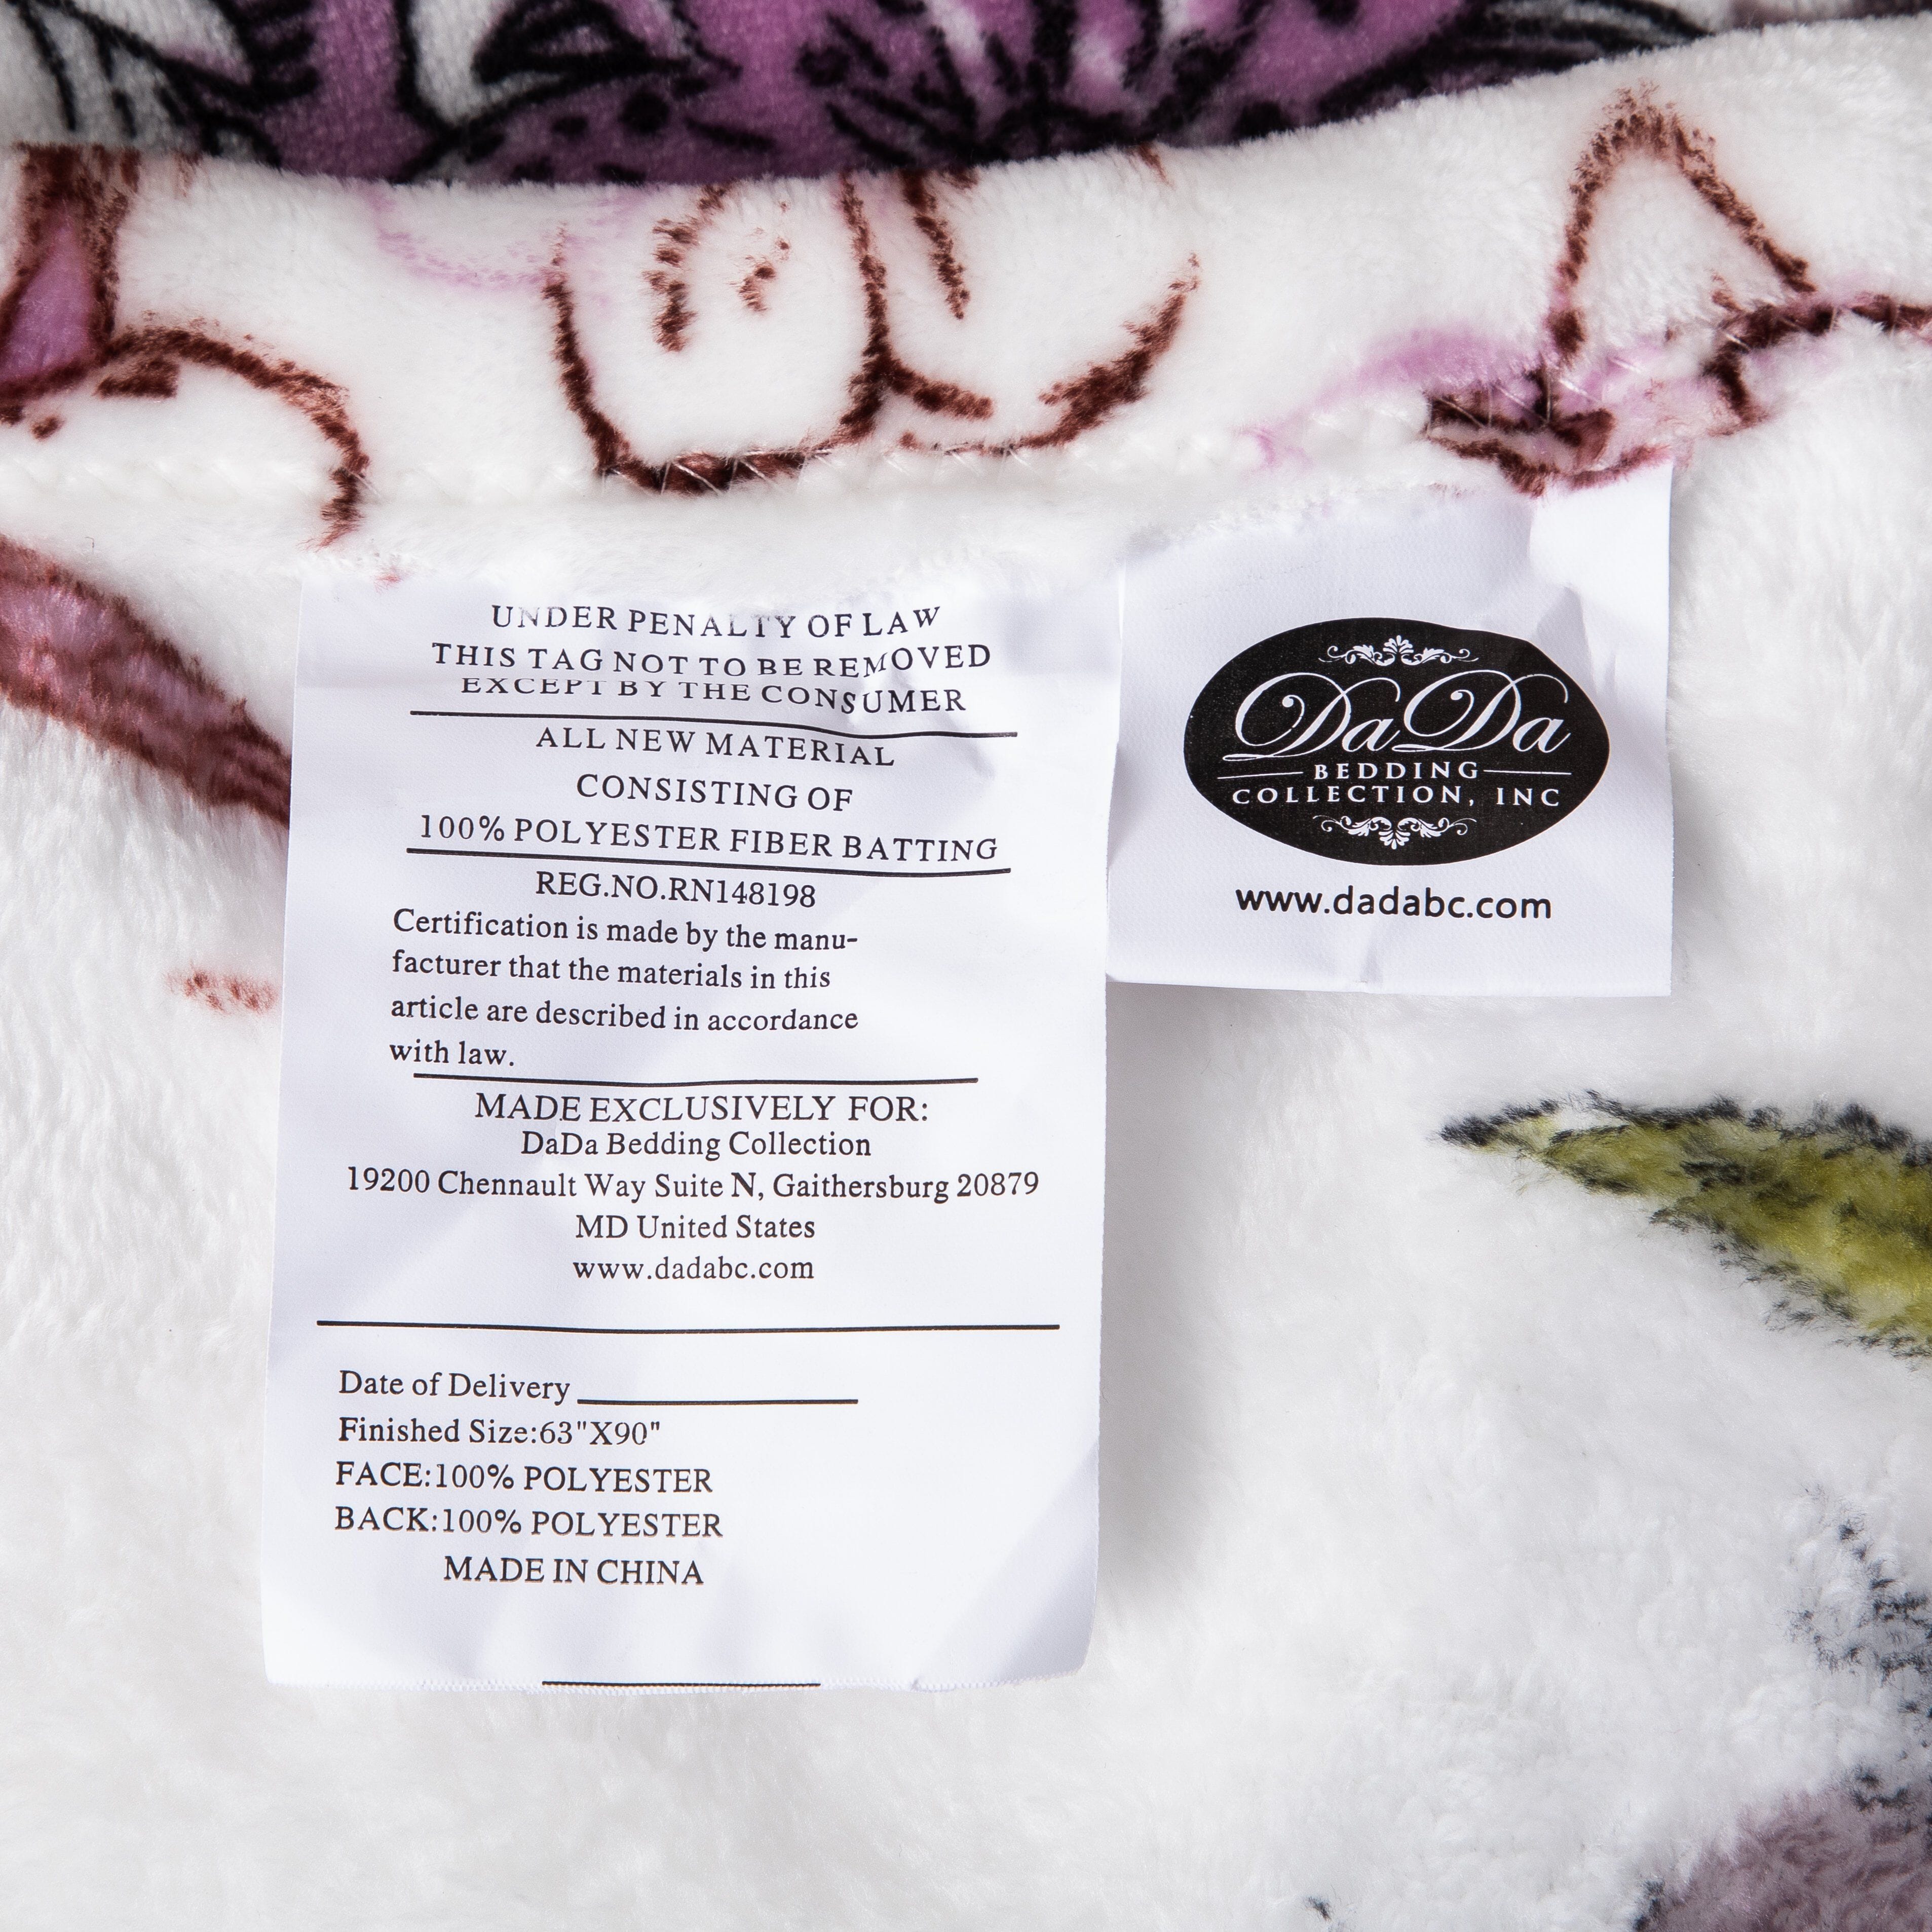 UNDER PENALTY OF LAW
THIS TAG NOT TO BE REMOVED
EXCEPT BY THE CONSUMER
ALL NEW MATERIAL
CONSISTING OF
100% POLYESTER FIBER BATTING
REG.NO.RN148198
Certification is made by the manu-
facturer that the materials in this
article are described in accordance
with law.
MADE EXCLUSIVELY FOR:
DaDa Bedding Collection
19200 Chennault Way Suite N, Gaithersburg 20879
MD United States
www.dadabc.com
Date of Delivery
Finished Size:63"X90"
FACE:100% POLYESTER
BACK:100% POLYESTER
MADE IN CHINA
DaDa
BEDDING
COLLECTION, INC
www.dadabc.com